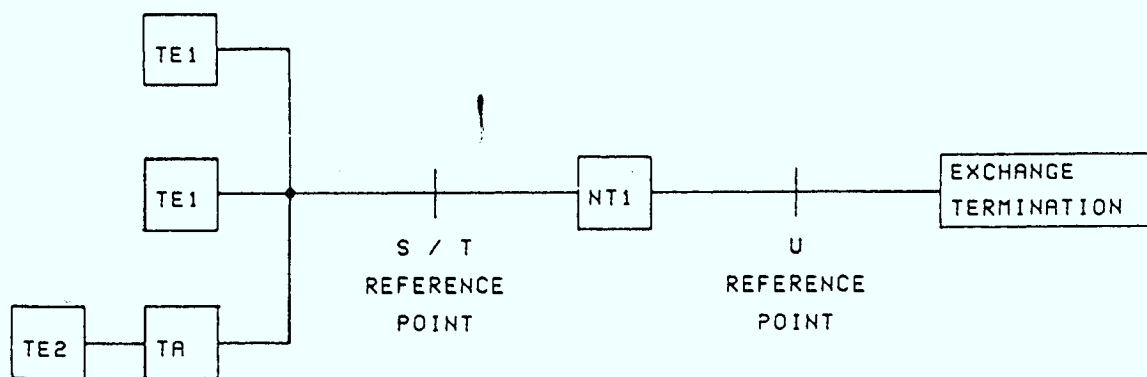 TE1
TE1
NT1
EXCHANGE
TERMINATION
S / T
REFERENCE
POINT
U
REFERENCE
POINT
TE2
TA